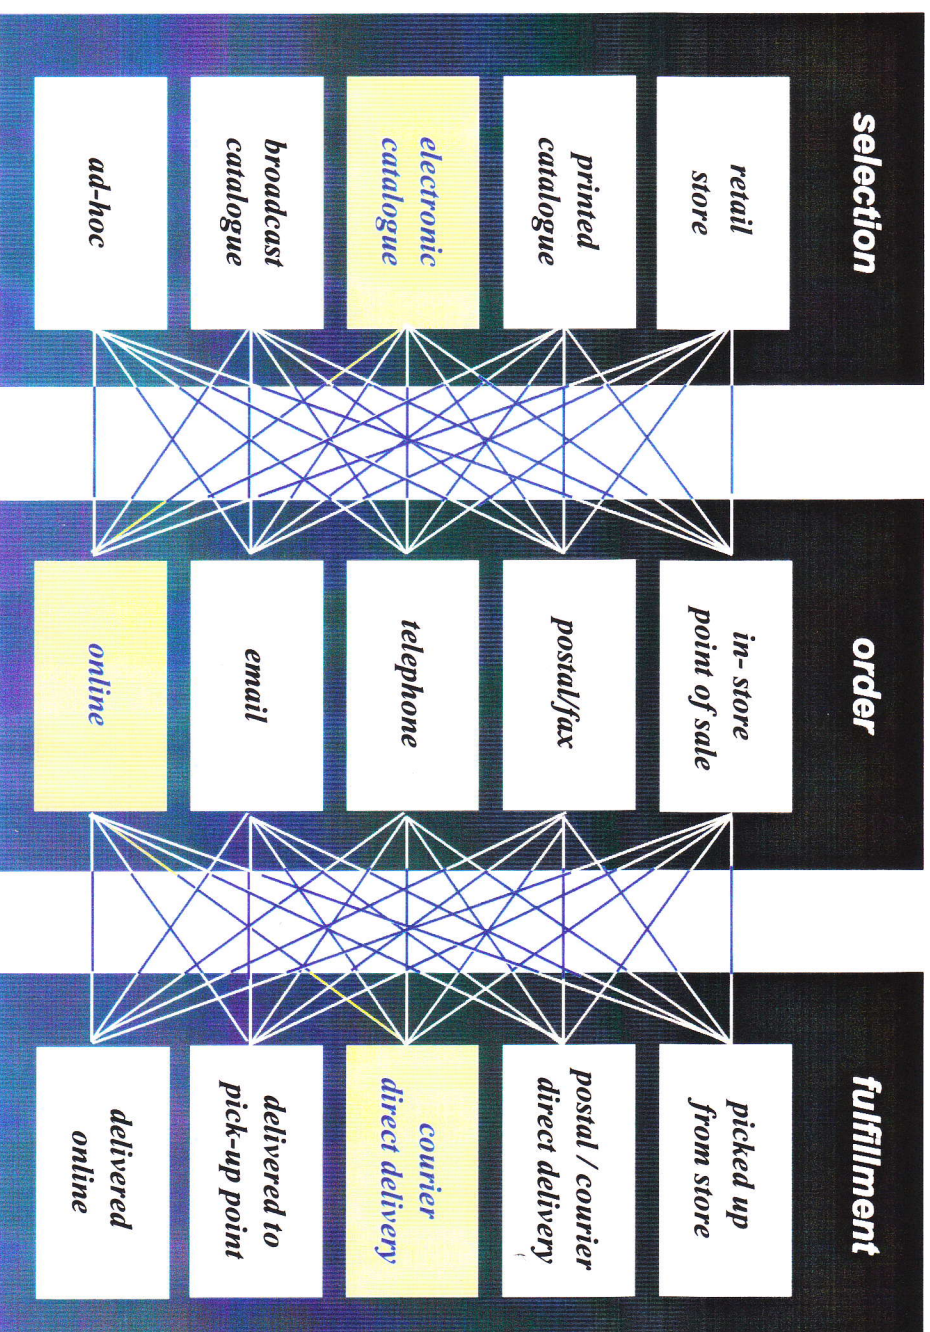 selection
retail
store
printed
catalogue
electronic
catalogue
broadcast
catalogue
ad-hoc
order
in- store
point of sale
postal/fax
telephone
email
online
fulfillment
picked up
from store
postal / courier
direct delivery
courier
direct delivery
delivered to
pick-up point
delivered
online